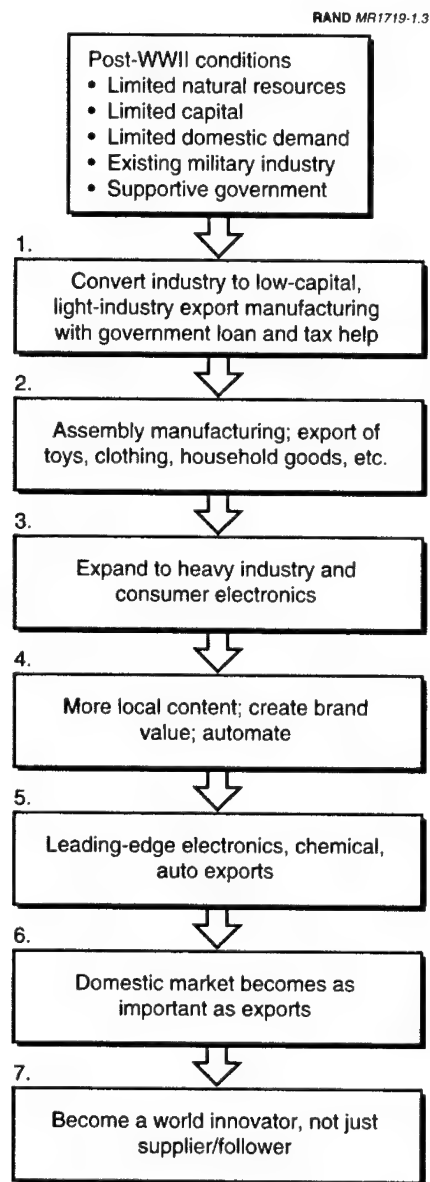 RAND MR1719-1.3
Post-WWII conditions
• Limited natural resources
• Limited capital
• Limited domestic demand
• Existing military industry
• Supportive government
1.
Convert industry to low-capital,
light-industry export manufacturing
with government loan and tax help
2.
Assembly manufacturing; export of
toys, clothing, household goods, etc.
3.
Expand to heavy industry and
consumer electronics
4.
More local content; create brand
value; automate
5.
Leading-edge electronics, chemical,
auto exports
6.
Domestic market becomes as
important as exports
7.
Become a world innovator, not just
supplier/follower